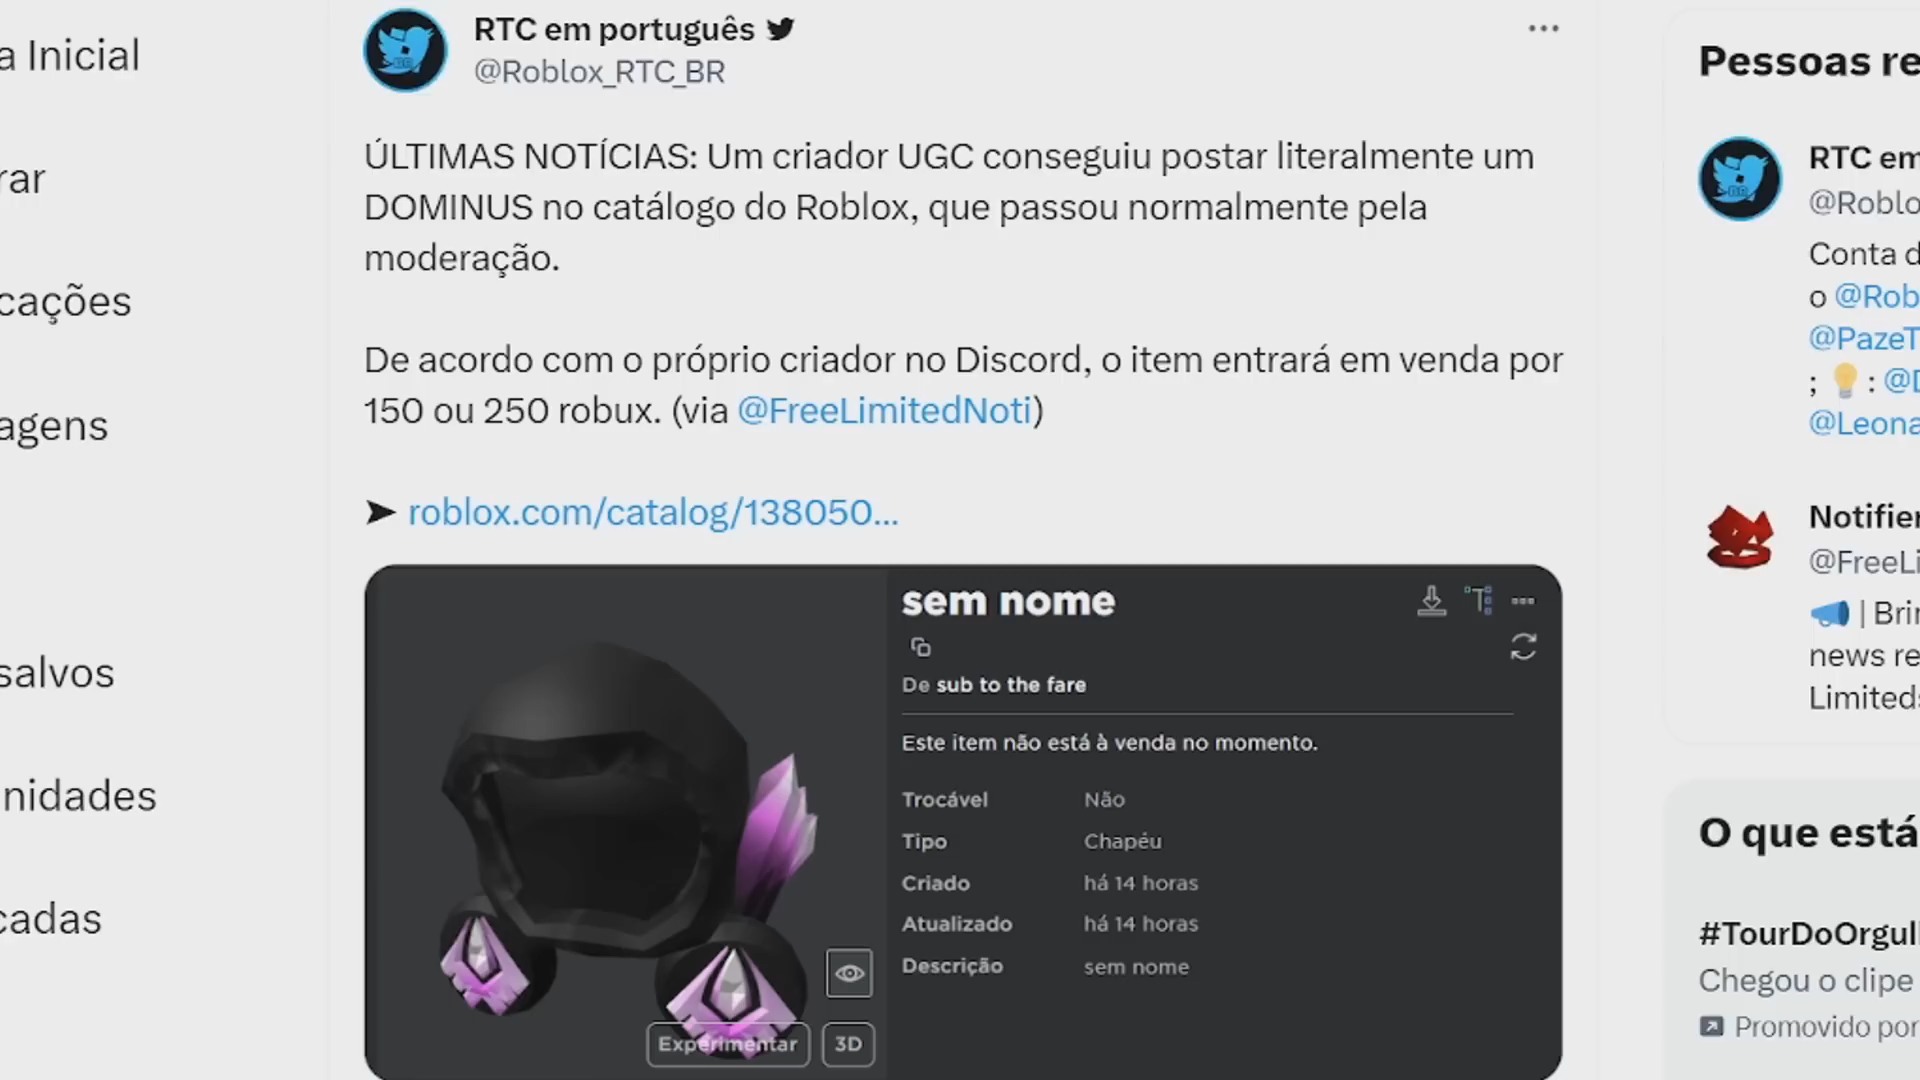 a Inicial
rar
cações
agens
salvos
nidades
cadas
RTC em português
@Roblox_RTC_BR
ÚLTIMAS NOTÍCIAS: Um criador UGC conseguiu postar literalmente um
DOMINUS no catálogo do Roblox, que passou normalmente pela
moderação.
De acordo com o próprio criador no Discord, o item entrará em venda por
150 ou 250 robux. (via @FreeLimitedNoti)
➤ roblox.com/catalog/138050...
sem nome
De sub to the fare
Este item não está à venda no momento.
Trocável Não
Tipo Chapéu
Criado há 14 horas
Atualizado há 14 horas
Descrição sem nome
Experimentar
3D
Pessoas re
RTC em
@Roblo
Conta d
o @Rob
@PazeT
; 💡: @D
@Leona
Notifier
@FreeLi
📢 | Brin
news re
Limiteds
O que está
#TourDoOrgull
Chegou o clipe
Promovido por